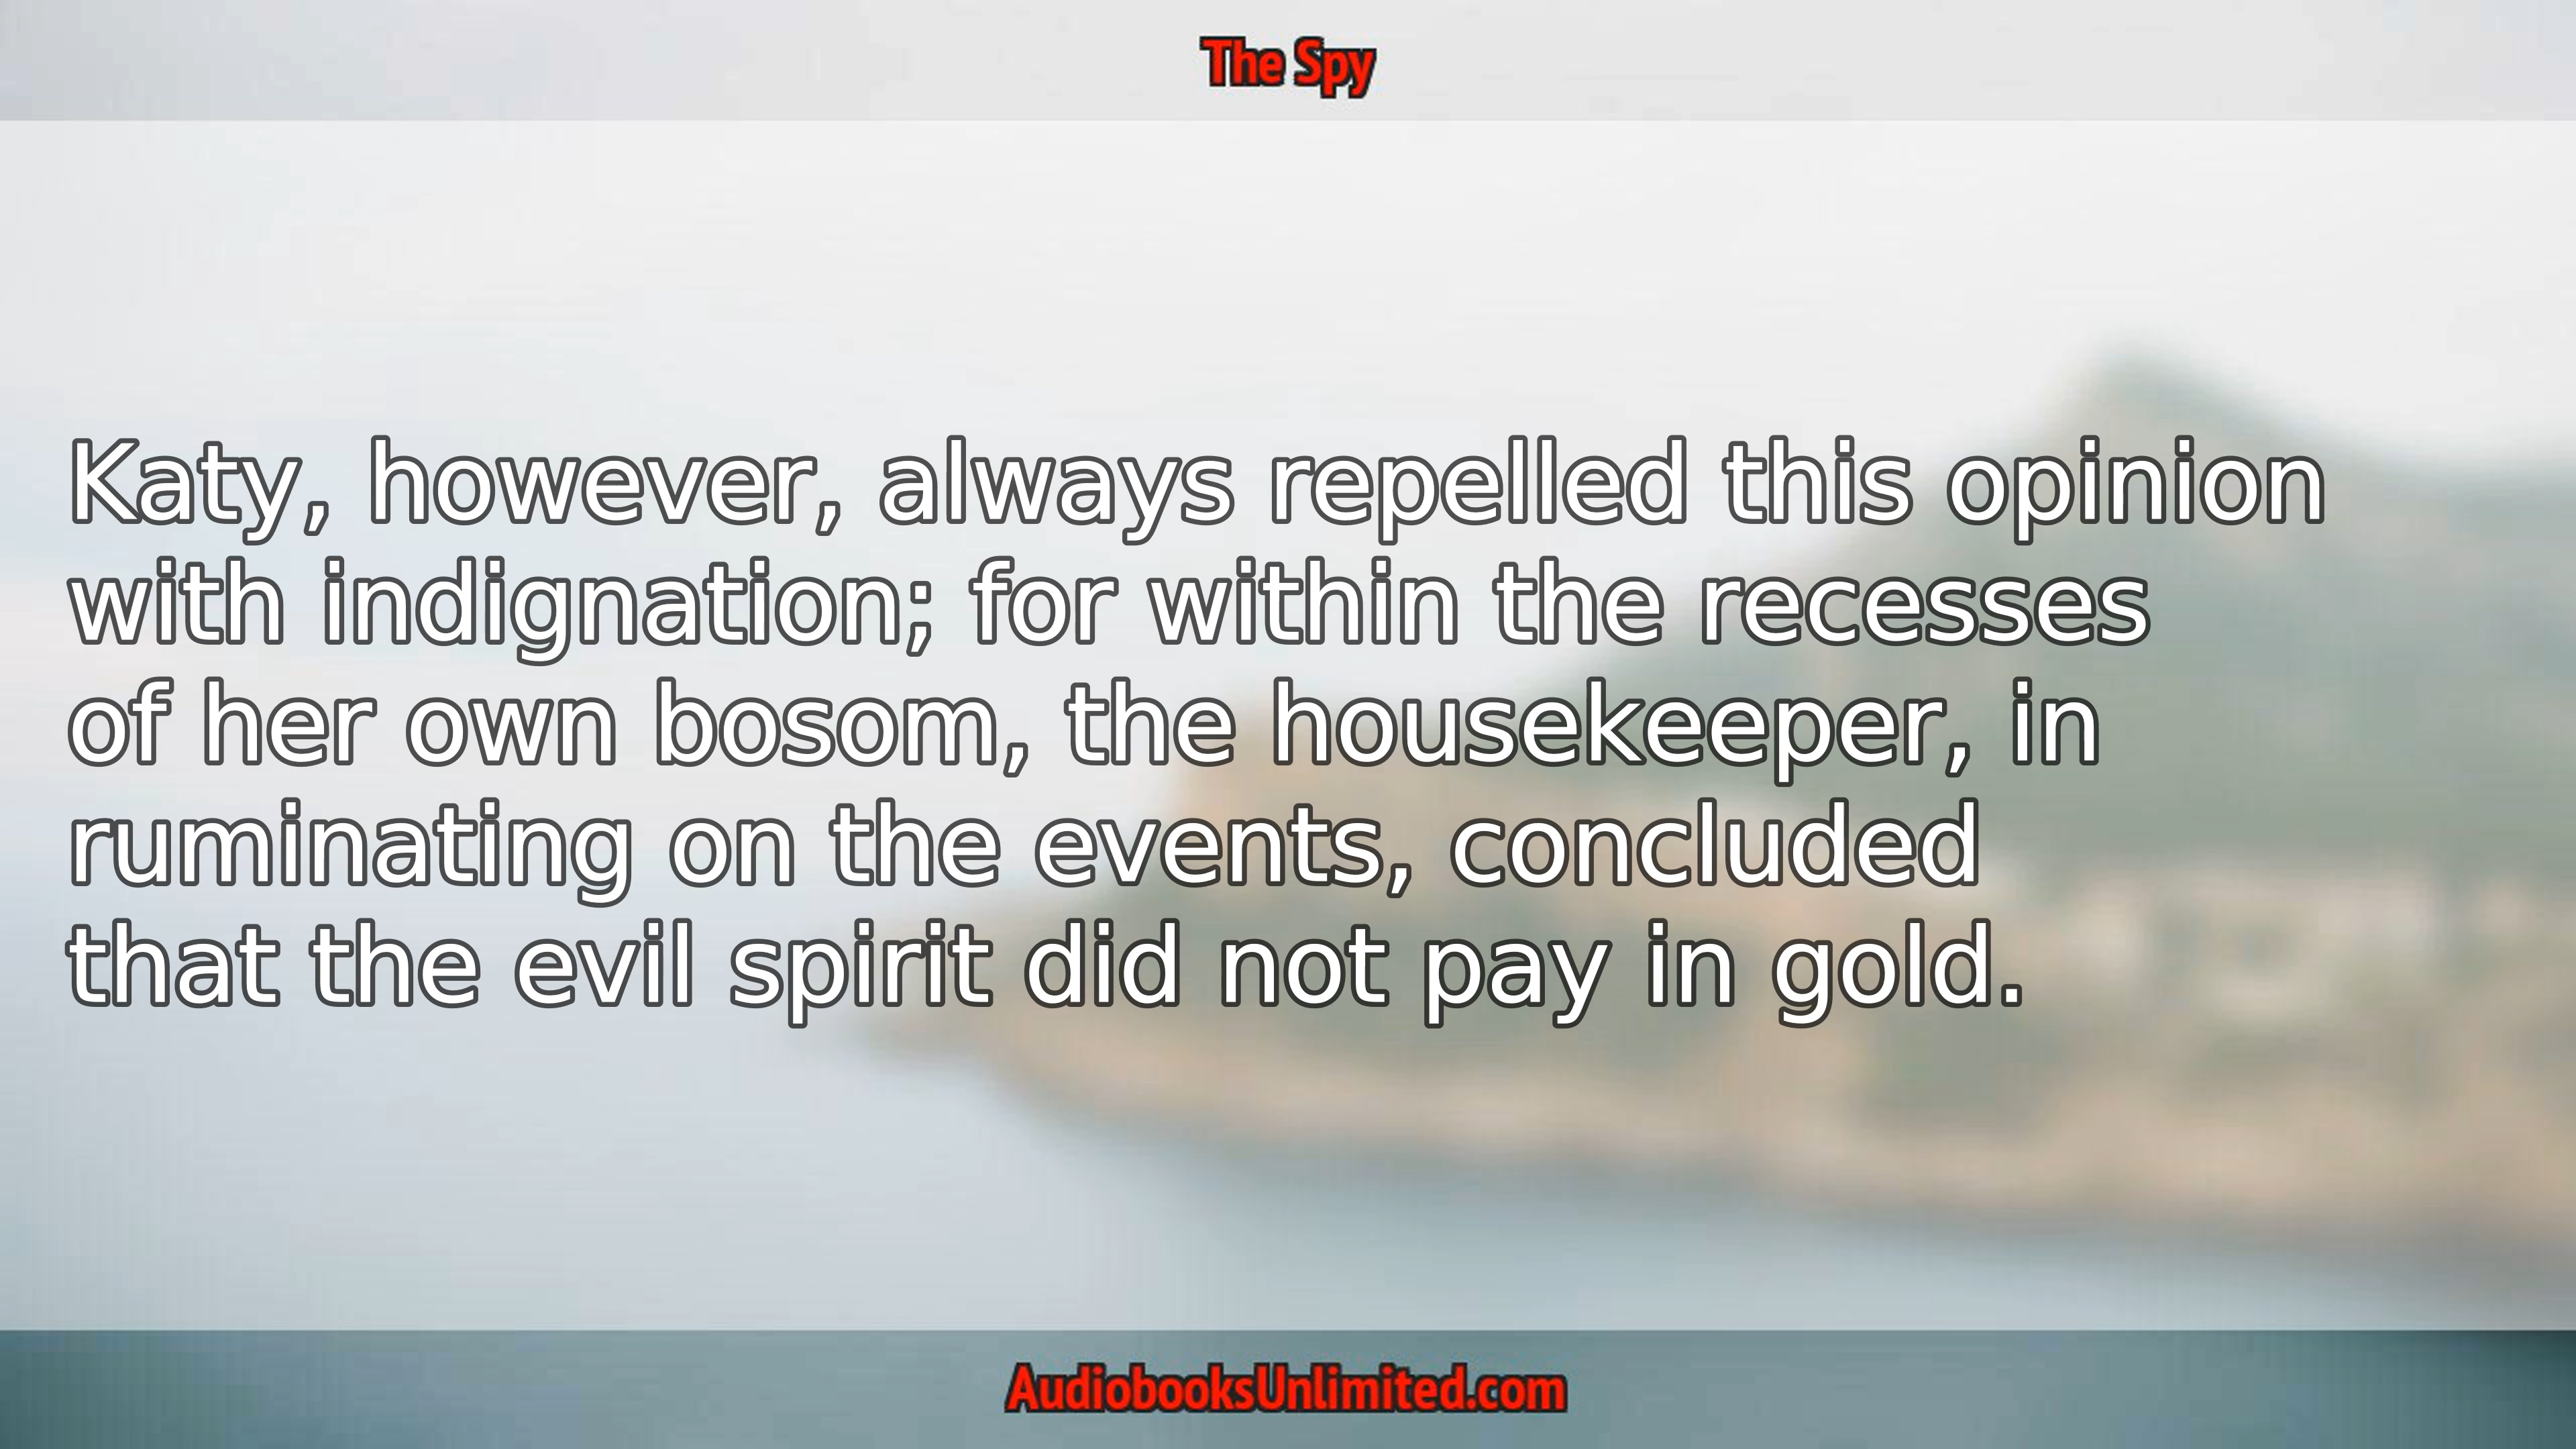 The Spy
Katy, however, always repelled this opinion
with indignation; for within the recesses
of her own bosom, the housekeeper, in
ruminating on the events, concluded
that the evil spirit did not pay in gold.
AudiobooksUnlimited.com